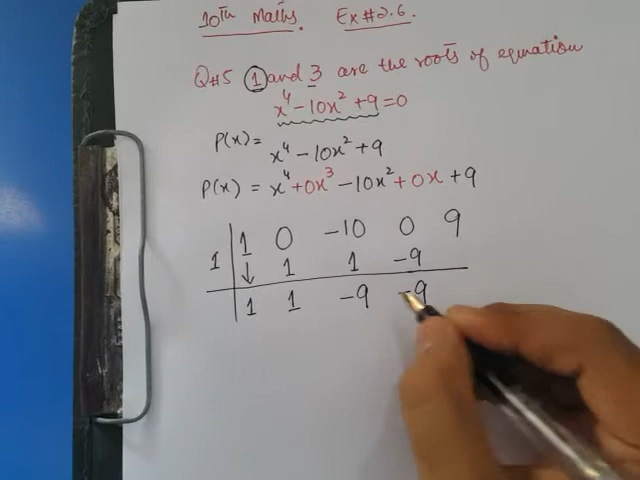 10th Maths. Ex#2.6.
Q#5 1 and 3 are the roots of equation
x⁴-10x²+9=0
P(x)= x⁴-10x²+9
P(x) = x⁴+0x³-10x²+0x+9
1 0 -10 0 9
1 ↓ 1 1 -9
1 1 -9 -9